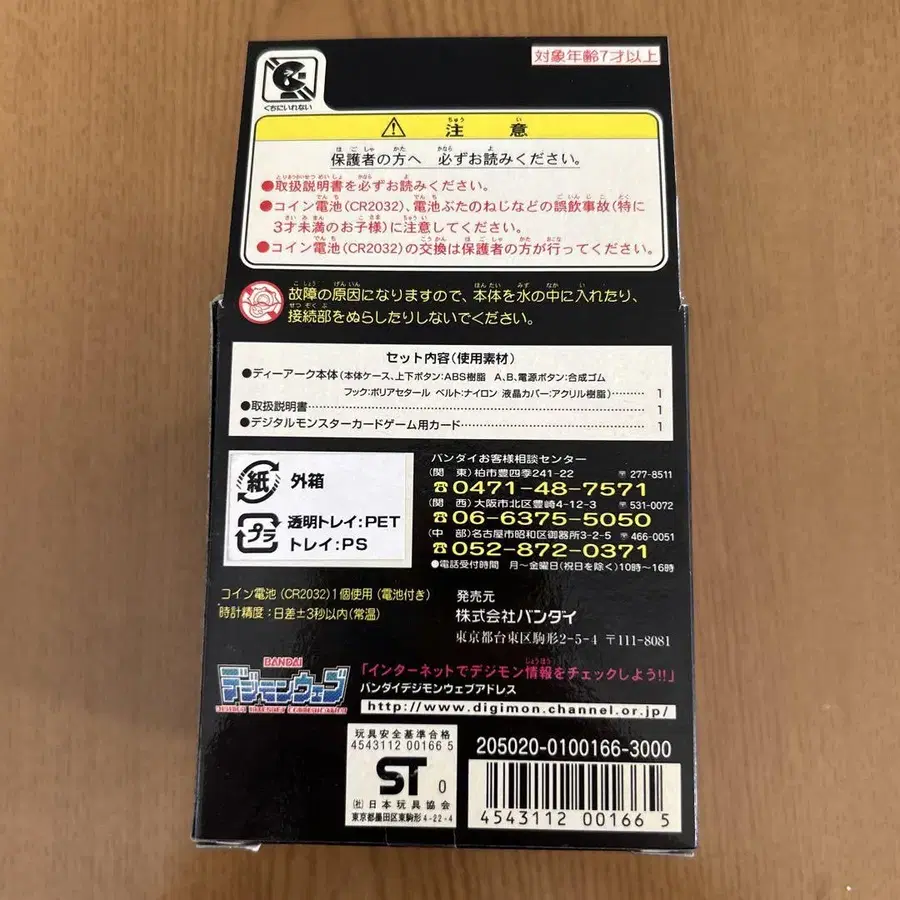 対象年齢7才以上
くちにいれない
注意
保護者の方へ 必ずお読みください。
●取扱説明書を必ずお読みください。
●コイン電池(CR2032)、電池ぶたのねじなどの誤飲事故(特に
3才未満のお子様)に注意してください。
●コイン電池(CR2032)の交換は保護者の方が行ってください。
故障の原因になりますので、本体を水の中に入れたり、
接続部をぬらしたりしないでください。
セット内容(使用素材)
●ディーアーク本体(本体ケース、上下ボタン:ABS樹脂 A、B、電源ボタン:合成ゴム
フック:ポリアセタール ベルト:ナイロン 液晶カバー:アクリル樹脂)……… 1
●取扱説明書……… 1
●デジタルモンスターカードゲーム用カード……… 1
紙 外箱
プラ 透明トレイ:PET
トレイ:PS
バンダイお客様相談センター
(関 東)柏市豊四季241-22 〒277-8511
☎0471-48-7571
(関 西)大阪市北区豊崎4-12-3 〒531-0072
☎06-6375-5050
(中 部)名古屋市昭和区御器所3-2-5 〒466-0051
☎052-872-0371
●電話受付時間 月〜金曜日(祝日を除く)10時〜16時
コイン電池(CR2032)1個使用(電池付き)
時計精度:日差±3秒以内(常温)
発売元
株式会社バンダイ
東京都台東区駒形2-5-4 〒111-8081
BANDAI
デジモンウェブ
「インターネットでデジモン情報をチェックしよう!!」
バンダイデジモンウェブアドレス
http://www.digimon.channel.or.jp/
玩具安全基準合格
4543112 00166 5
ST 0
(社)日本玩具協会
東京都墨田区東駒形4-22-4
205020-0100166-3000
4543112 00166 5